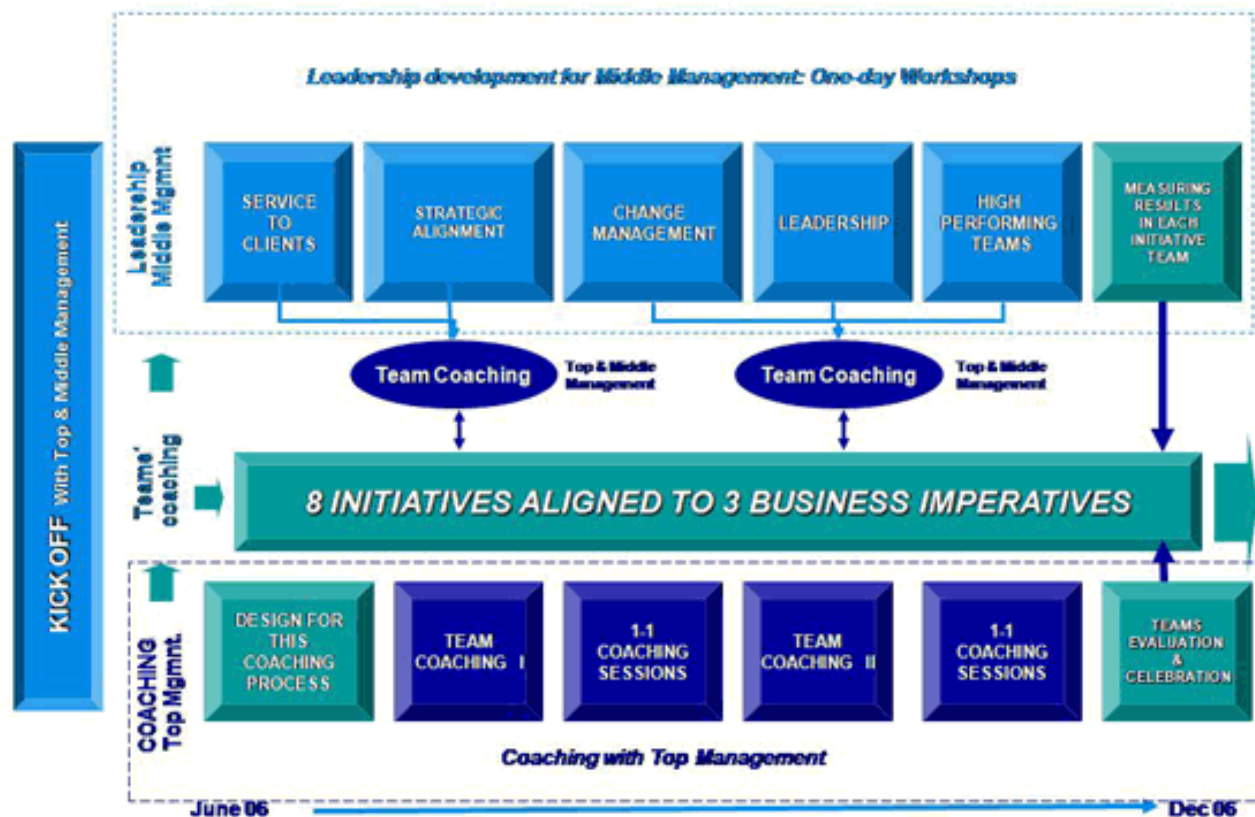 Leadership development for Middle Management: One-day Workshops
KICK OFF With Top & Middle Management
Leadership
Middle Mgmnt
SERVICE
TO
CLIENTS
STRATEGIC
ALIGNMENT
CHANGE
MANAGEMENT
LEADERSHIP
HIGH
PERFORMING
TEAMS
MEASURING
RESULTS
IN EACH
INITIATIVE
TEAM
Team Coaching
Top & Middle
Management
Team Coaching
Top & Middle
Management
Teams'
coaching
8 INITIATIVES ALIGNED TO 3 BUSINESS IMPERATIVES
COACHING
Top Mgmnt.
DESIGN FOR
THIS
COACHING
PROCESS
TEAM
COACHING I
1-1
COACHING
SESSIONS
TEAM
COACHING II
1-1
COACHING
SESSIONS
TEAMS
EVALUATION
&
CELEBRATION
Coaching with Top Management
June 06
Dec 06